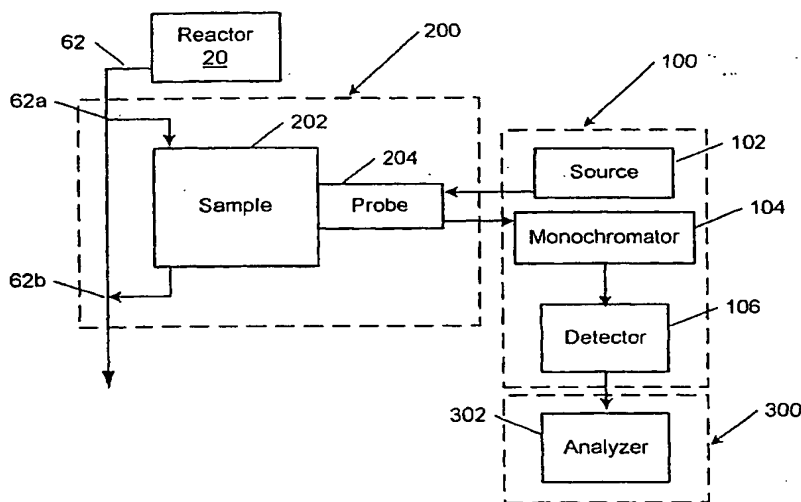 62
Reactor
20
200
100
62a
202
204
102
Source
Sample
Probe
104
Monochromator
62b
106
Detector
302
300
Analyzer